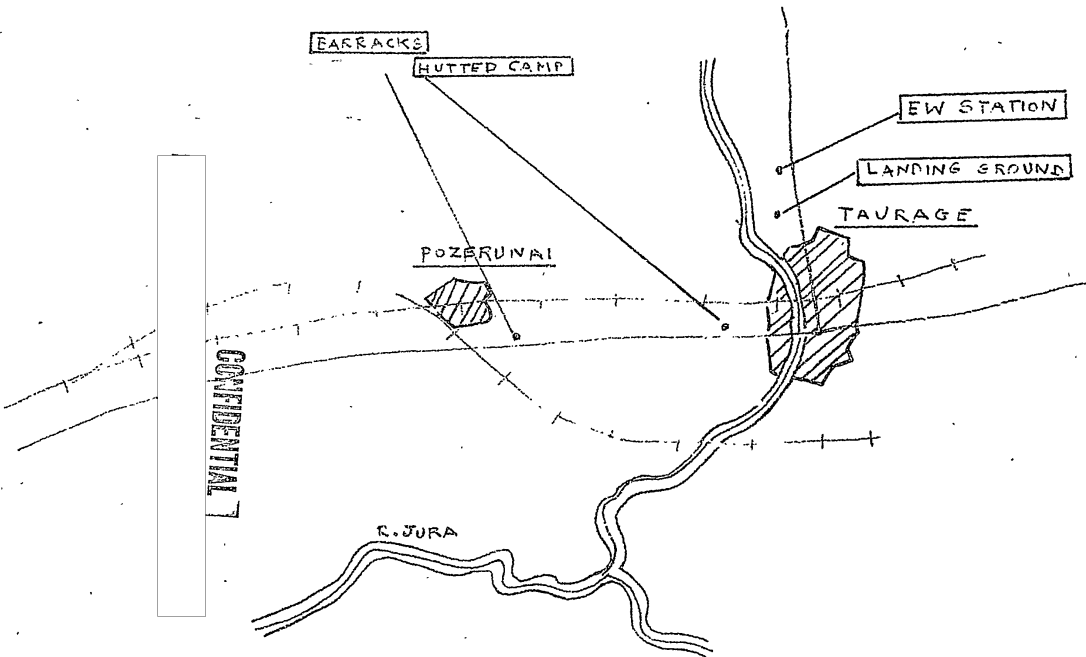 BARRACKS
HUTTED CAMP
EW STATION
LANDING GROUND
TAURAGE
POZERUNAI
CONFIDENTIAL
R. JURA